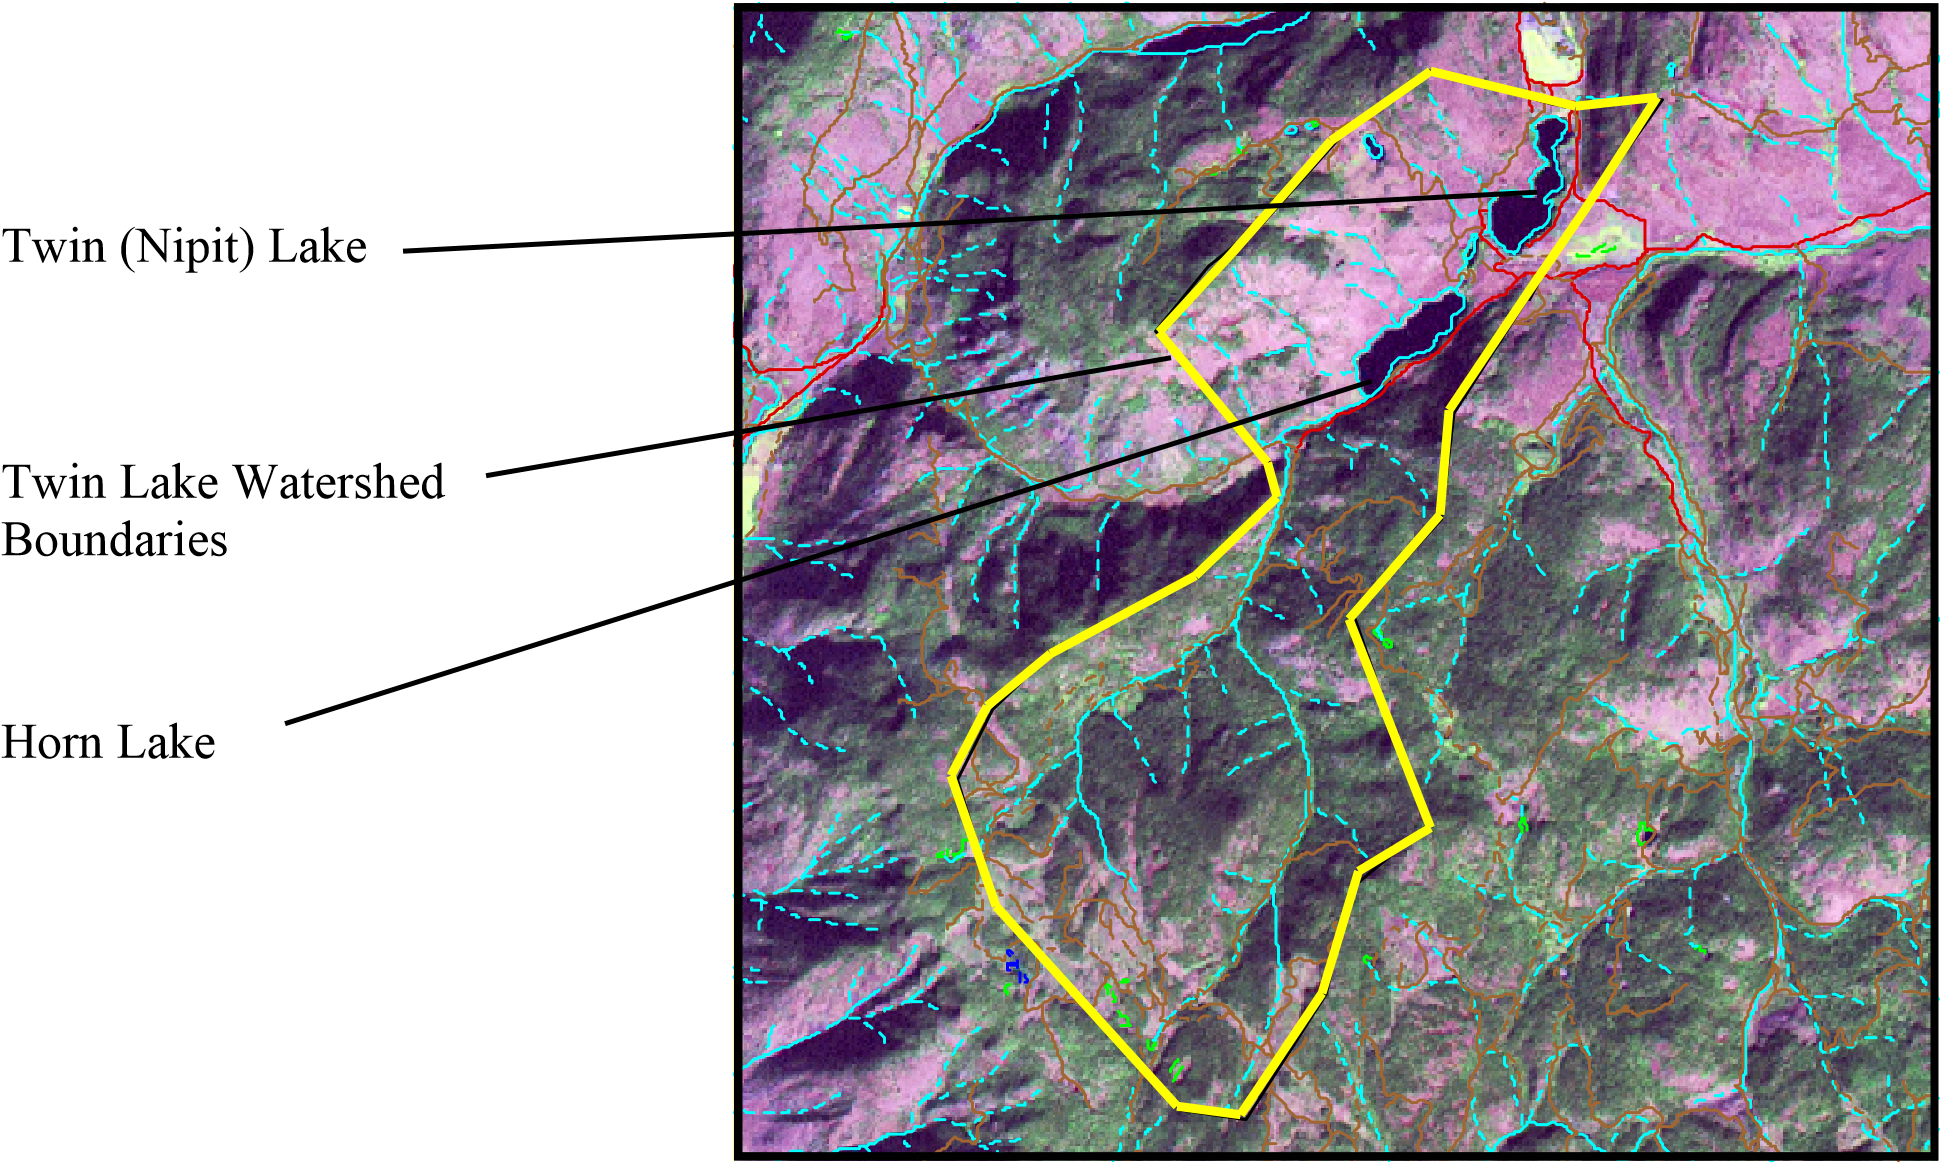 Twin (Nipit) Lake
Twin Lake Watershed
Boundaries
Horn Lake